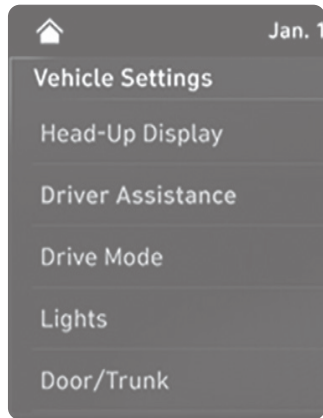 Jan. 1
Vehicle Settings
Head-Up Display
Driver Assistance
Drive Mode
Lights
Door/Trunk